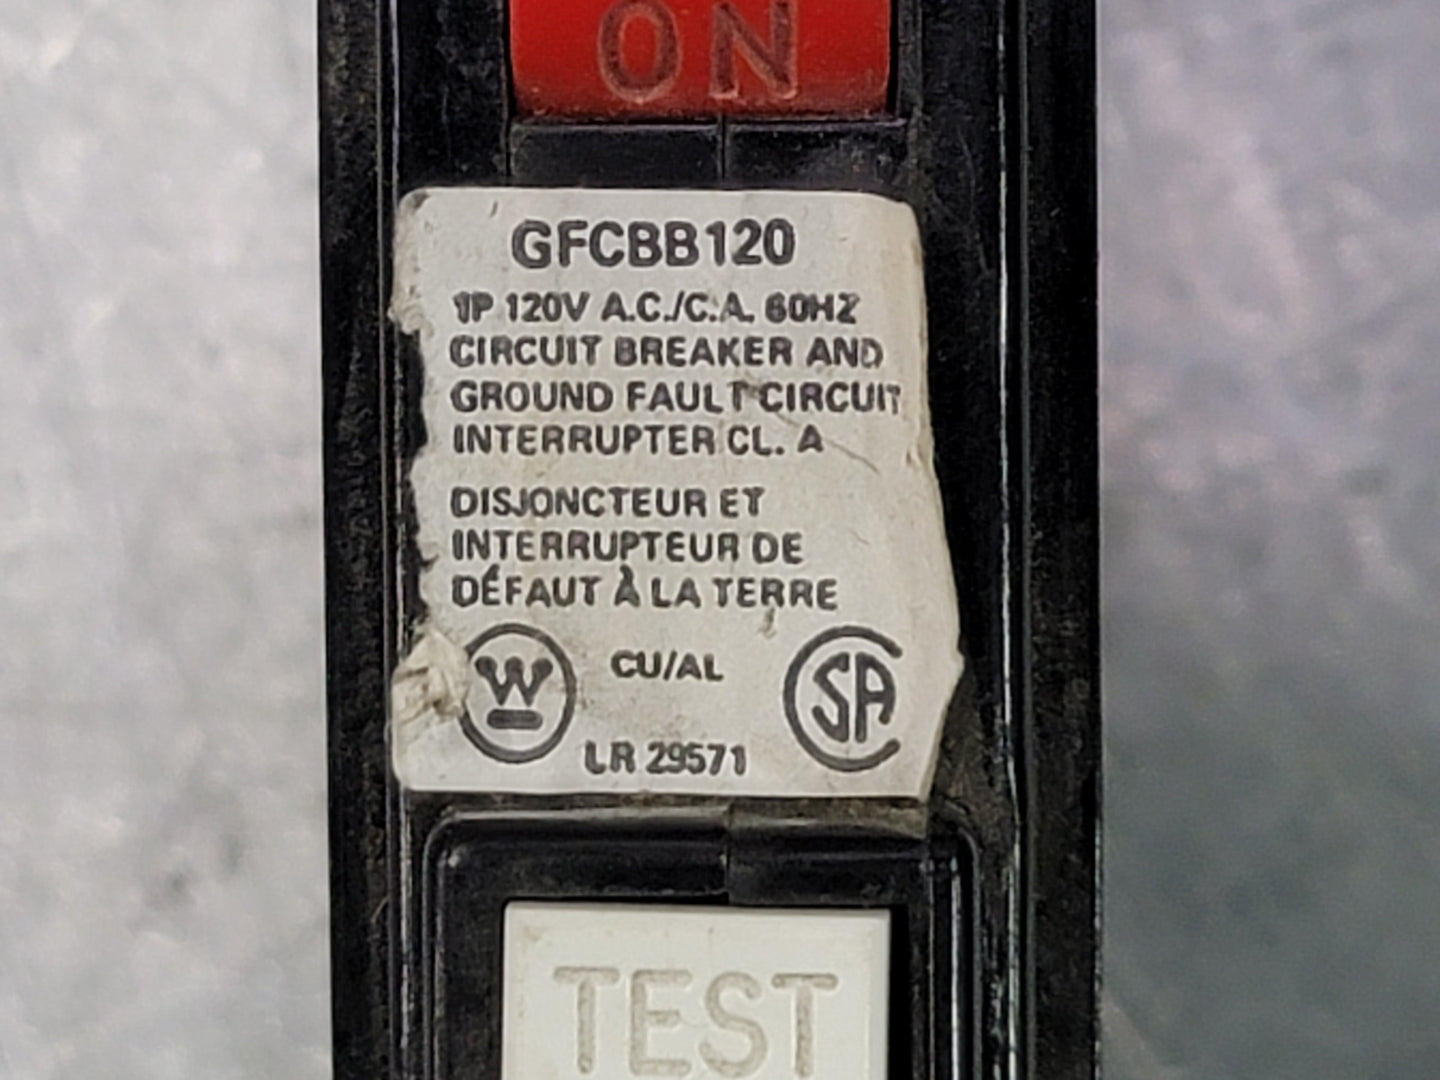 ON
GFCBB120
1P 120V A.C./C.A. 60HZ
CIRCUIT BREAKER AND
GROUND FAULT CIRCUIT
INTERRUPTER CL. A
DISJONCTEUR ET
INTERRUPTEUR DE
DÉFAUT À LA TERRE
W CU/AL SA
LR 29571
TEST